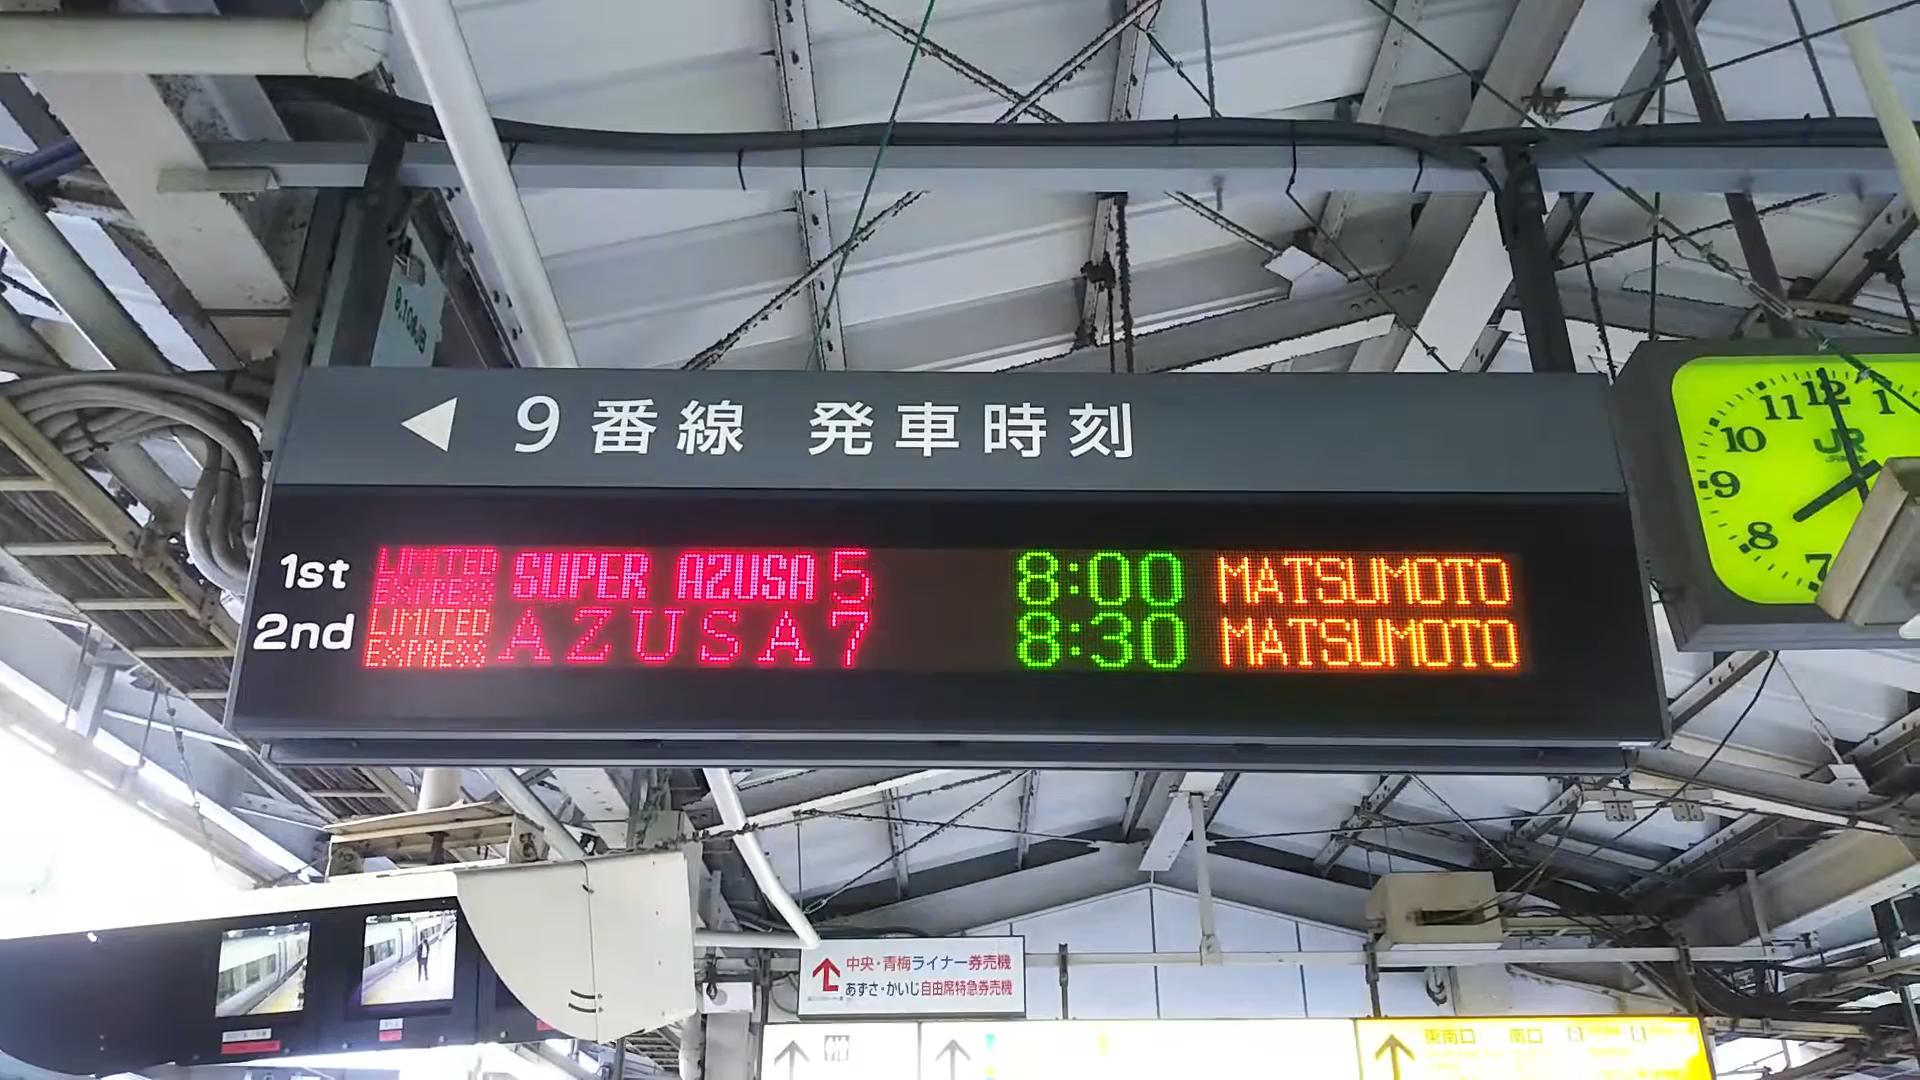 9番線 発車時刻
1st LIMITED EXPRESS SUPER AZUSA 5 8:00 MATSUMOTO
2nd LIMITED EXPRESS AZUSA 7 8:30 MATSUMOTO
11 12 1
10
9
8
7
JR
中央・青梅ライナー券売機
あずさ・かいじ自由席特急券売機
東南口 南口